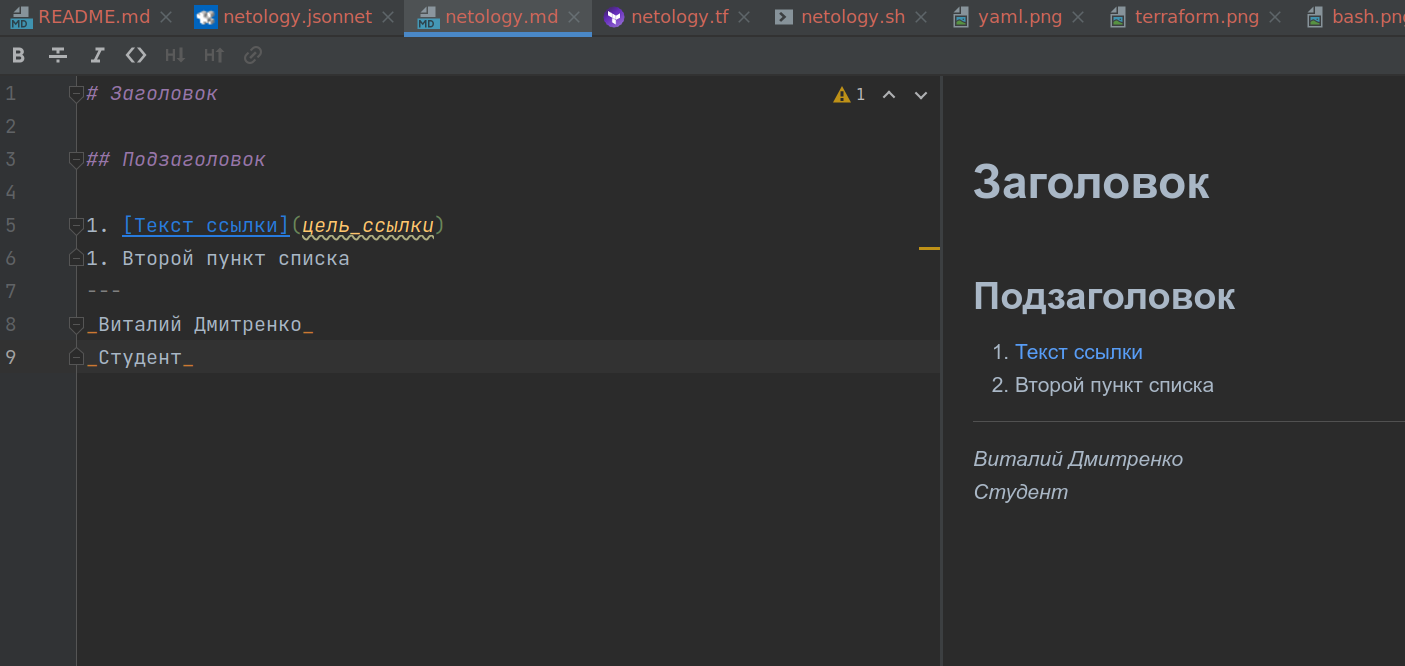 README.md netology.jsonnet netology.md netology.tf netology.sh yaml.png terraform.png bash.pn
B I <> H↓ H↑
1 # Заголовок
1
2
3 ## Подзаголовок
4
5 1. [Текст ссылки](цель_ссылки)
6 1. Второй пункт списка
7 ---
8 _Виталий Дмитренко_
9 _Студент_
Заголовок
Подзаголовок
1. Текст ссылки
2. Второй пункт списка
Виталий Дмитренко
Студент